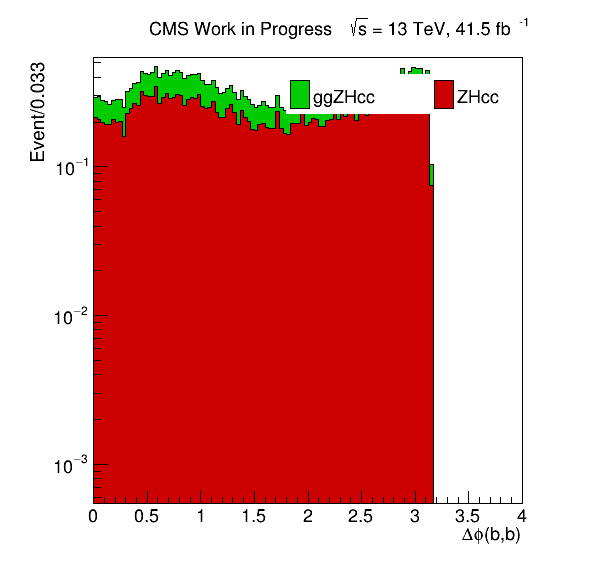 CMS Work in Progress √s = 13 TeV, 41.5 fb⁻¹
Event/0.033
ggZHcc ZHcc
10⁻¹
10⁻²
10⁻³
0 0.5 1 1.5 2 2.5 3 3.5 4
Δϕ(b,b)